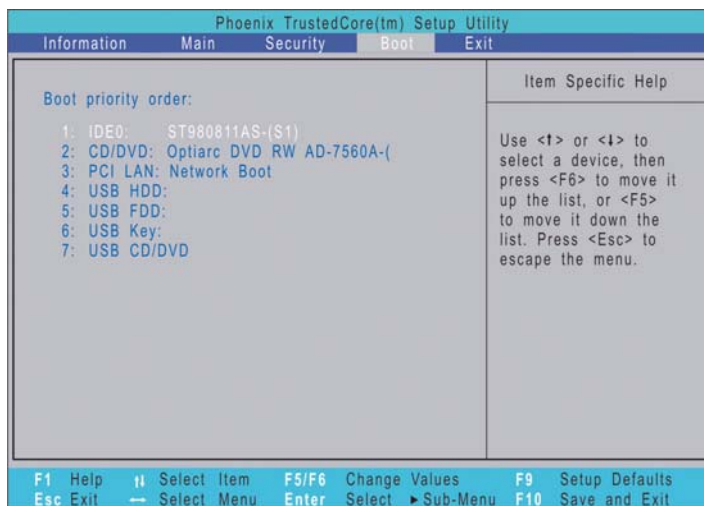 Phoenix TrustedCore(tm) Setup Utility
Information Main Security Boot Exit
Boot priority order:
1: IDE0: ST980811AS-(S1)
2: CD/DVD: Optiarc DVD RW AD-7560A-(
3: PCI LAN: Network Boot
4: USB HDD:
5: USB FDD:
6: USB Key:
7: USB CD/DVD
Item Specific Help
Use <↑> or <↓> to
select a device, then
press <F6> to move it
up the list, or <F5>
to move it down the
list. Press <Esc> to
escape the menu.
F1 Help ↑↓ Select Item F5/F6 Change Values F9 Setup Defaults
Esc Exit ↔ Select Menu Enter Select ▶Sub-Menu F10 Save and Exit